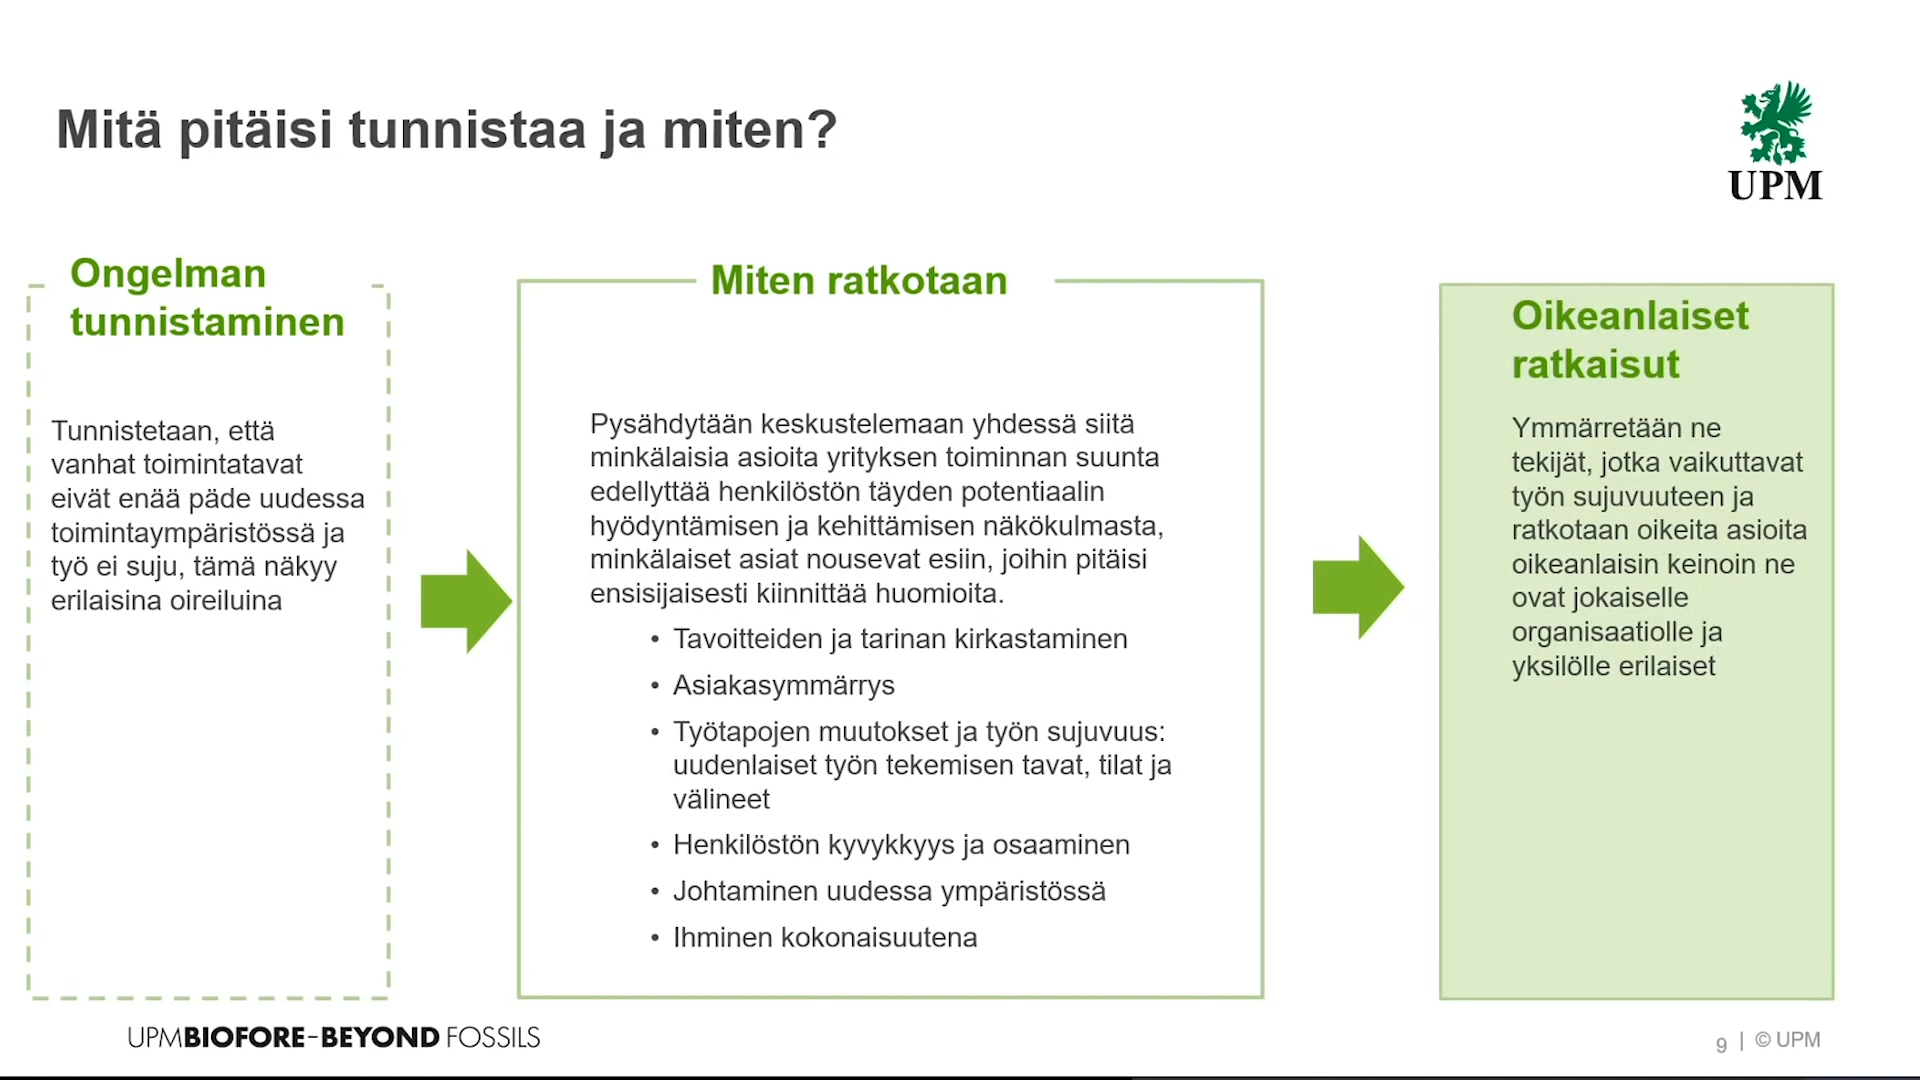 Mitä pitäisi tunnistaa ja miten?
UPM
Ongelman
tunnistaminen
Tunnistetaan, että
vanhat toimintatavat
eivät enää päde uudessa
toimintaympäristössä ja
työ ei suju, tämä näkyy
erilaisina oireiluina
Miten ratkotaan
Pysähdytään keskustelemaan yhdessä siitä
minkälaisia asioita yrityksen toiminnan suunta
edellyttää henkilöstön täyden potentiaalin
hyödyntämisen ja kehittämisen näkökulmasta,
minkälaiset asiat nousevat esiin, joihin pitäisi
ensisijaisesti kiinnittää huomioita.
• Tavoitteiden ja tarinan kirkastaminen
• Asiakasymmärrys
• Työtapojen muutokset ja työn sujuvuus:
uudenlaiset työn tekemisen tavat, tilat ja
välineet
• Henkilöstön kyvykkyys ja osaaminen
• Johtaminen uudessa ympäristössä
• Ihminen kokonaisuutena
Oikeanlaiset
ratkaisut
Ymmärretään ne
tekijät, jotka vaikuttavat
työn sujuvuuteen ja
ratkotaan oikeita asioita
oikeanlaisin keinoin ne
ovat jokaiselle
organisaatiolle ja
yksilölle erilaiset
UPMBIOFORE–BEYOND FOSSILS
9 | © UPM